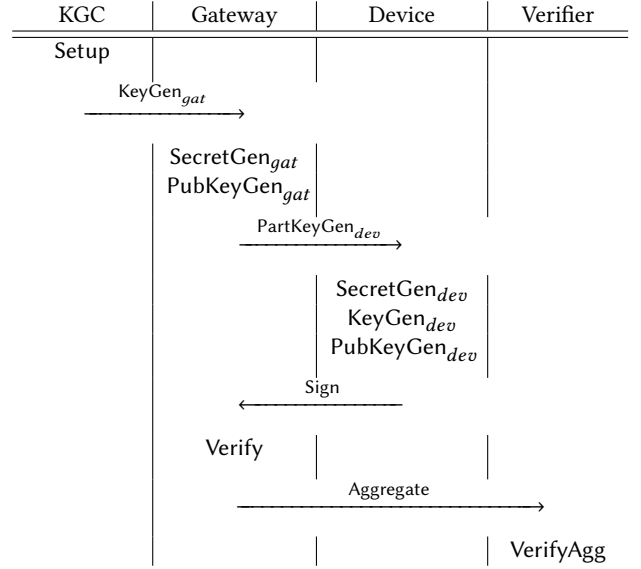 KGC Gateway Device Verifier
Setup
KeyGen_gat
SecretGen_gat
PubKeyGen_gat
PartKeyGen_dev
SecretGen_dev
KeyGen_dev
PubKeyGen_dev
Sign
Verify
Aggregate
VerifyAgg